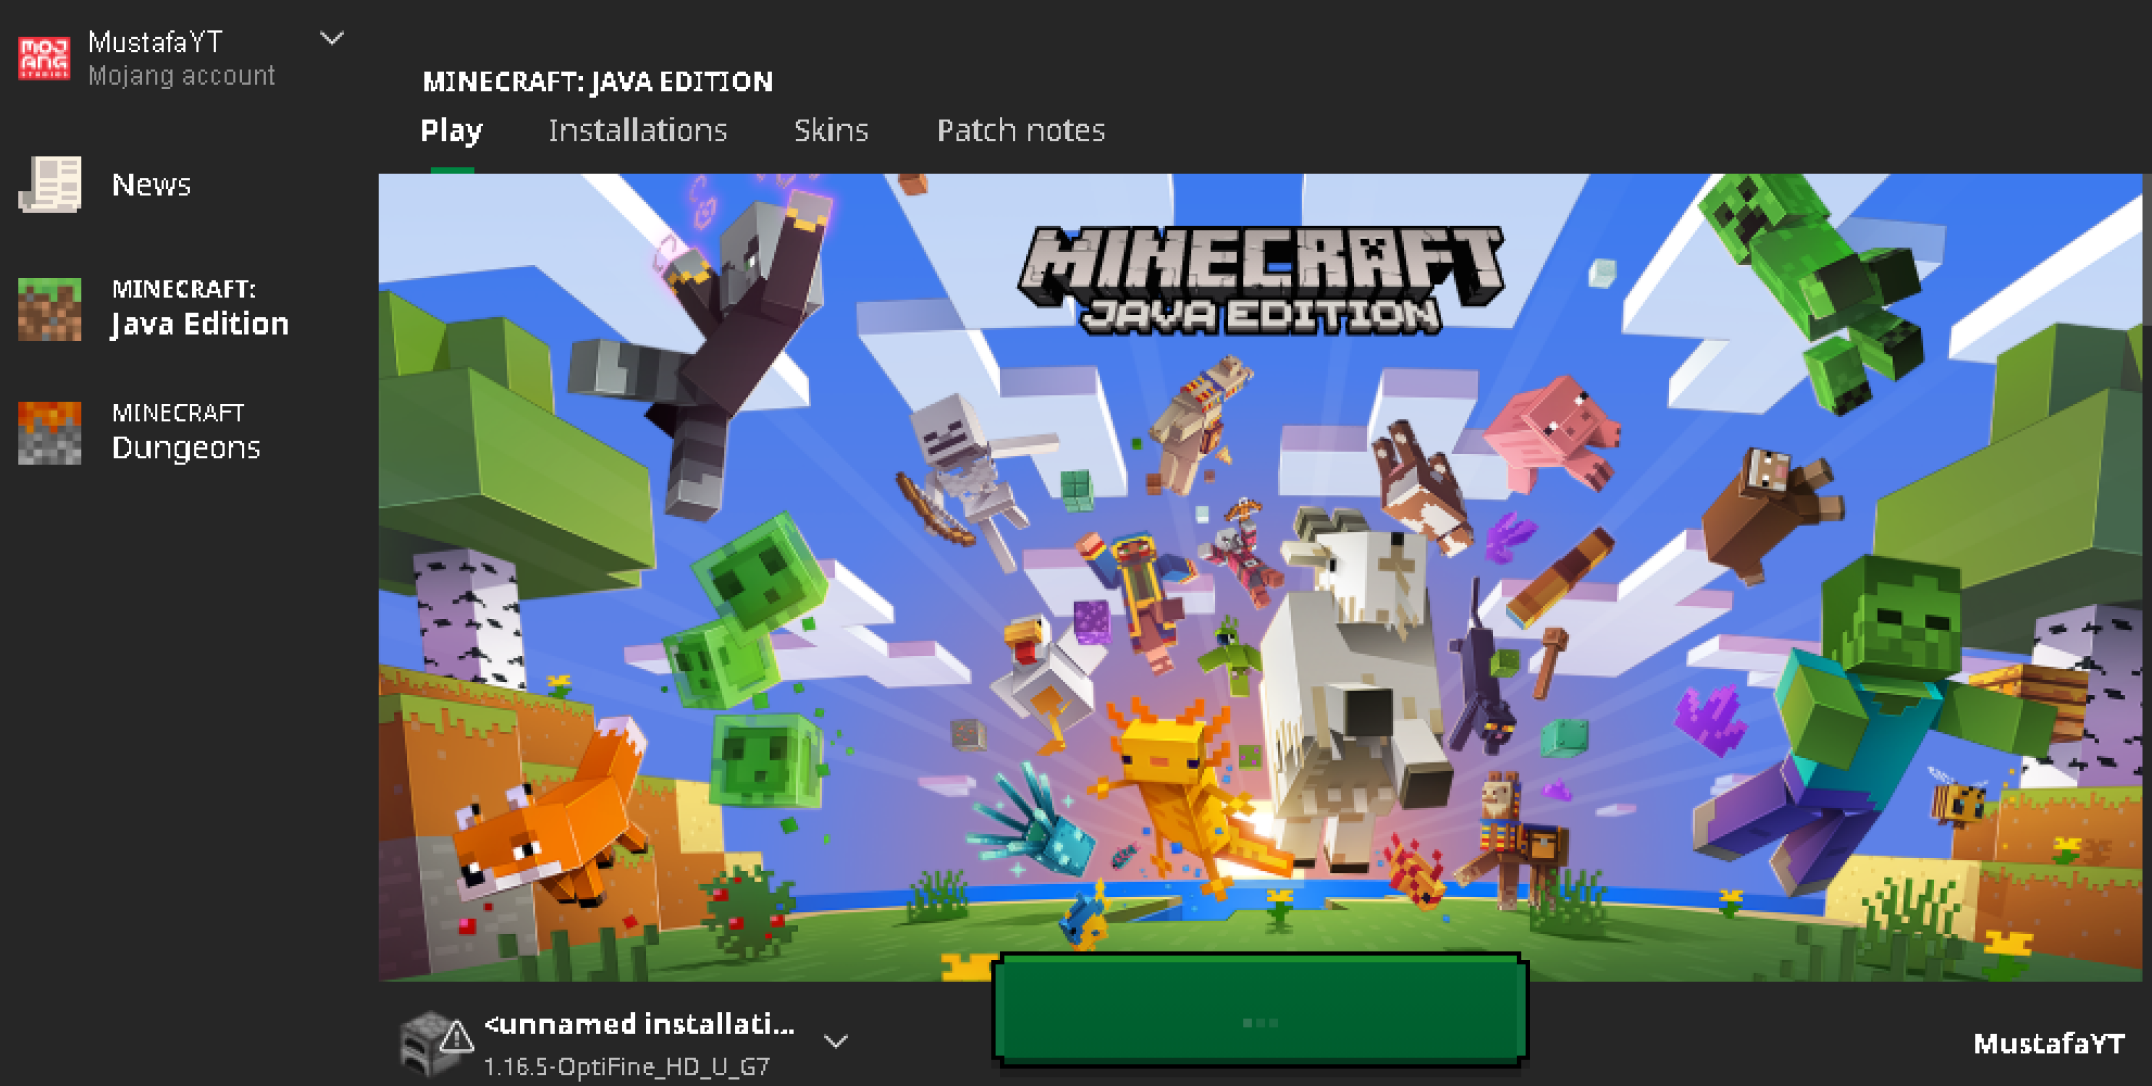 MOJANG STUDIOS
MustafaYT
Mojang account
News
MINECRAFT:
Java Edition
MINECRAFT
Dungeons
MINECRAFT: JAVA EDITION
Play Installations Skins Patch notes
MINECRAFT
JAVA EDITION
<unnamed installati...
1.16.5-OptiFine_HD_U_G7
MustafaYT